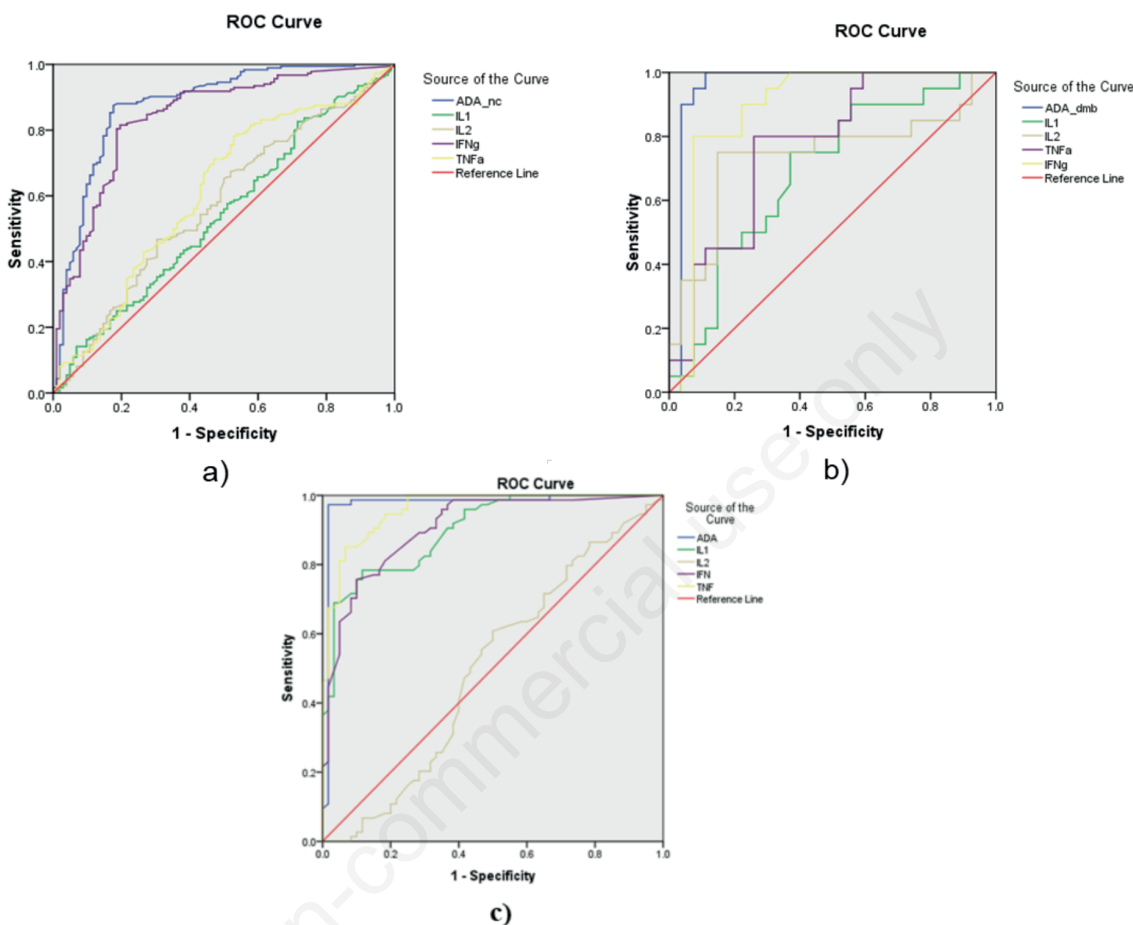 ROC Curve
Sensitivity
1.0
0.8
0.6
0.4
0.2
0.0
0.0 0.2 0.4 0.6 0.8 1.0
1 - Specificity
Source of the Curve
ADA_nc
IL1
IL2
IFNg
TNFa
Reference Line
a)
ROC Curve
Sensitivity
1.0
0.8
0.6
0.4
0.2
0.0
0.0 0.2 0.4 0.6 0.8 1.0
1 - Specificity
Source of the Curve
ADA_dmb
IL1
IL2
TNFa
IFNg
Reference Line
b)
ROC Curve
Sensitivity
1.0
0.8
0.6
0.4
0.2
0.0
0.0 0.2 0.4 0.6 0.8 1.0
1 - Specificity
Source of the
Curve
ADA
IL1
IL2
IFN
TNF
Reference Line
c)
n-commercial use only